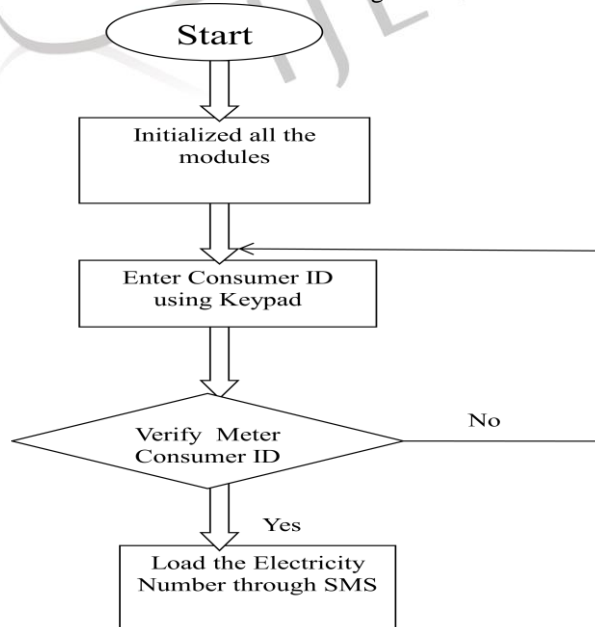 Start
Initialized all the
modules
Enter Consumer ID
using Keypad
Verify Meter
Consumer ID
No
Yes
Load the Electricity
Number through SMS